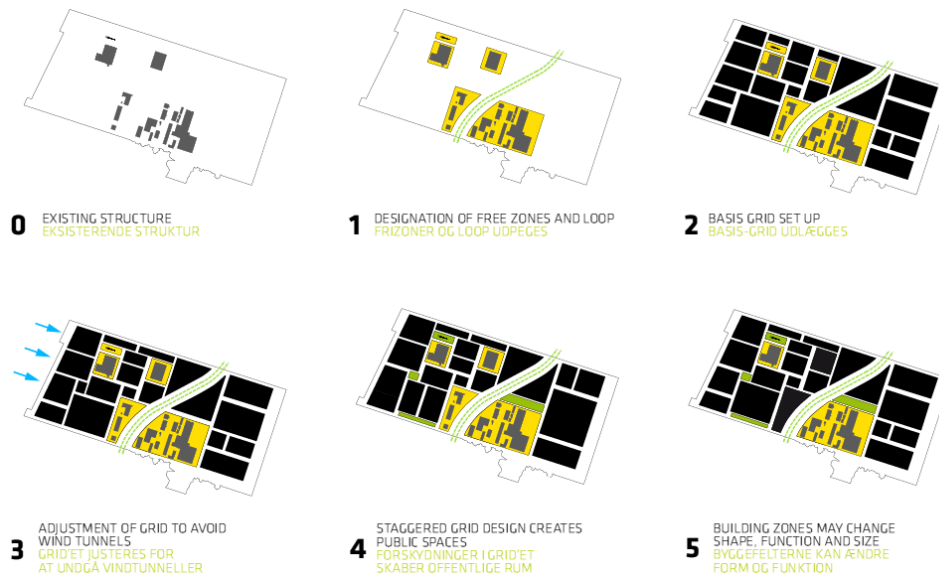 0
EXISTING STRUCTURE
EKSISTERENDE STRUKTUR
1
DESIGNATION OF FREE ZONES AND LOOP
FRIZONER OG LOOP UDPEGES
2
BASIS GRID SET UP
BASIS-GRID UDLÆGGES
3
ADJUSTMENT OF GRID TO AVOID
WIND TUNNELS
GRID'ET JUSTERES FOR
AT UNDGÅ VINDTUNNELLER
4
STAGGERED GRID DESIGN CREATES
PUBLIC SPACES
FORSKYDNINGER I GRID'ET
SKABER OFFENTLIGE RUM
5
BUILDING ZONES MAY CHANGE
SHAPE, FUNCTION AND SIZE
BYGGEFELTERNE KAN ÆNDRE
FORM OG FUNKTION